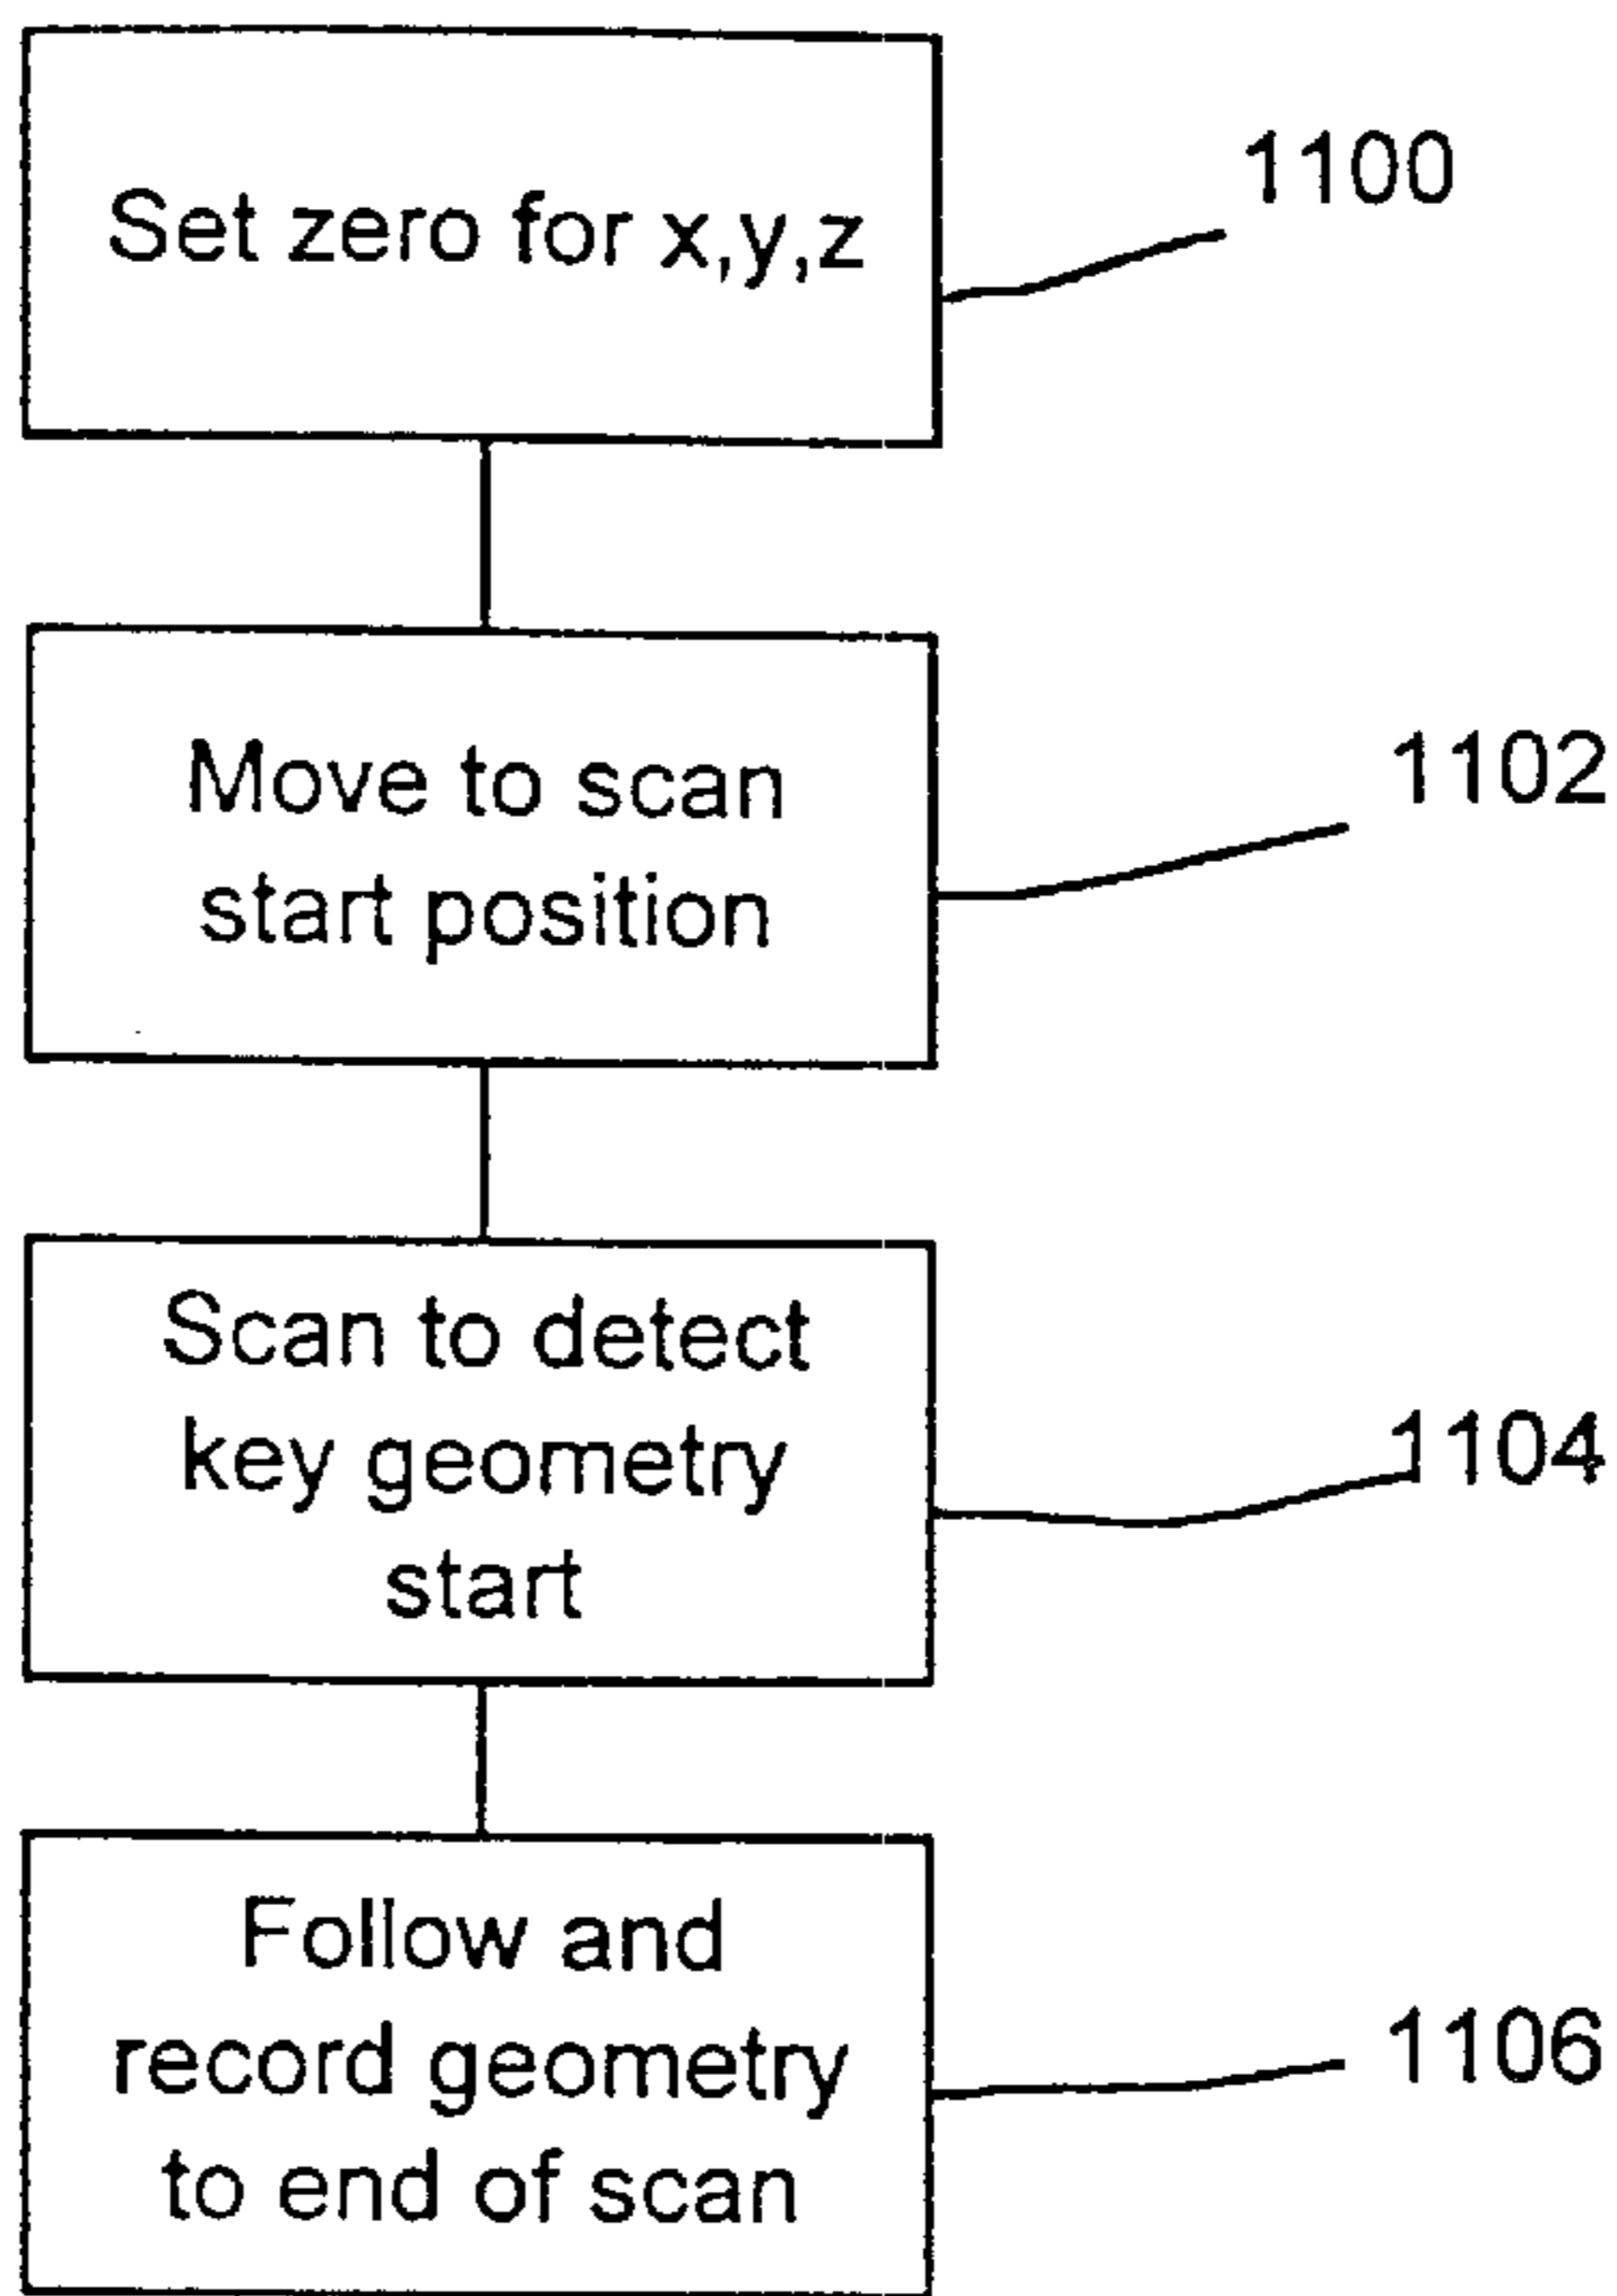 Set zero for x,y,z
1100
Move to scan
start position
1102
Scan to detect
key geometry
start
1104
Follow and
record geometry
to end of scan
1106